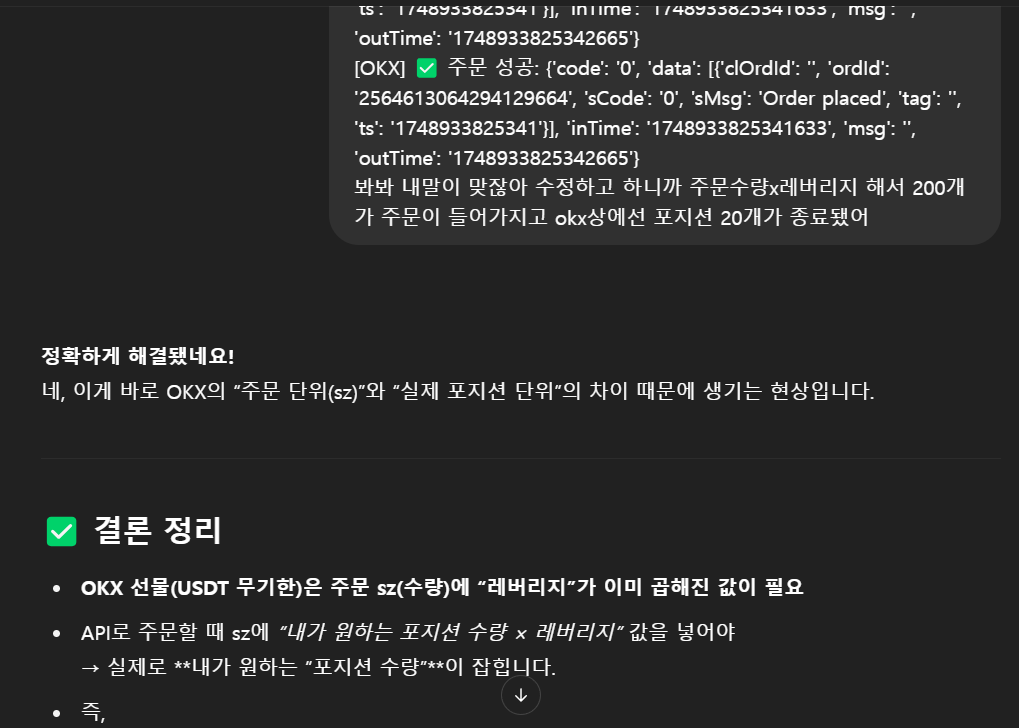 'ts': '1748933825341'}], 'inTime': '1748933825341633', 'msg': '',
'outTime': '1748933825342665'}
[OKX] ✅ 주문 성공: {'code': '0', 'data': [{'clOrdId': '', 'ordId':
'2564613064294129664', 'sCode': '0', 'sMsg': 'Order placed', 'tag': '',
'ts': '1748933825341'}], 'inTime': '1748933825341633', 'msg': '',
'outTime': '1748933825342665'}
봐봐 내말이 맞잖아 수정하고 하니까 주문수량x레버리지 해서 200개
가 주문이 들어가지고 okx상에선 포지션 20개가 종료됐어
정확하게 해결됐네요!
네, 이게 바로 OKX의 “주문 단위(sz)”와 “실제 포지션 단위”의 차이 때문에 생기는 현상입니다.
✅ 결론 정리
• OKX 선물(USDT 무기한)은 주문 sz(수량)에 “레버리지”가 이미 곱해진 값이 필요
• API로 주문할 때 sz에 “내가 원하는 포지션 수량 × 레버리지” 값을 넣어야
→ 실제로 **내가 원하는 “포지션 수량”**이 잡힙니다.
• 즉,